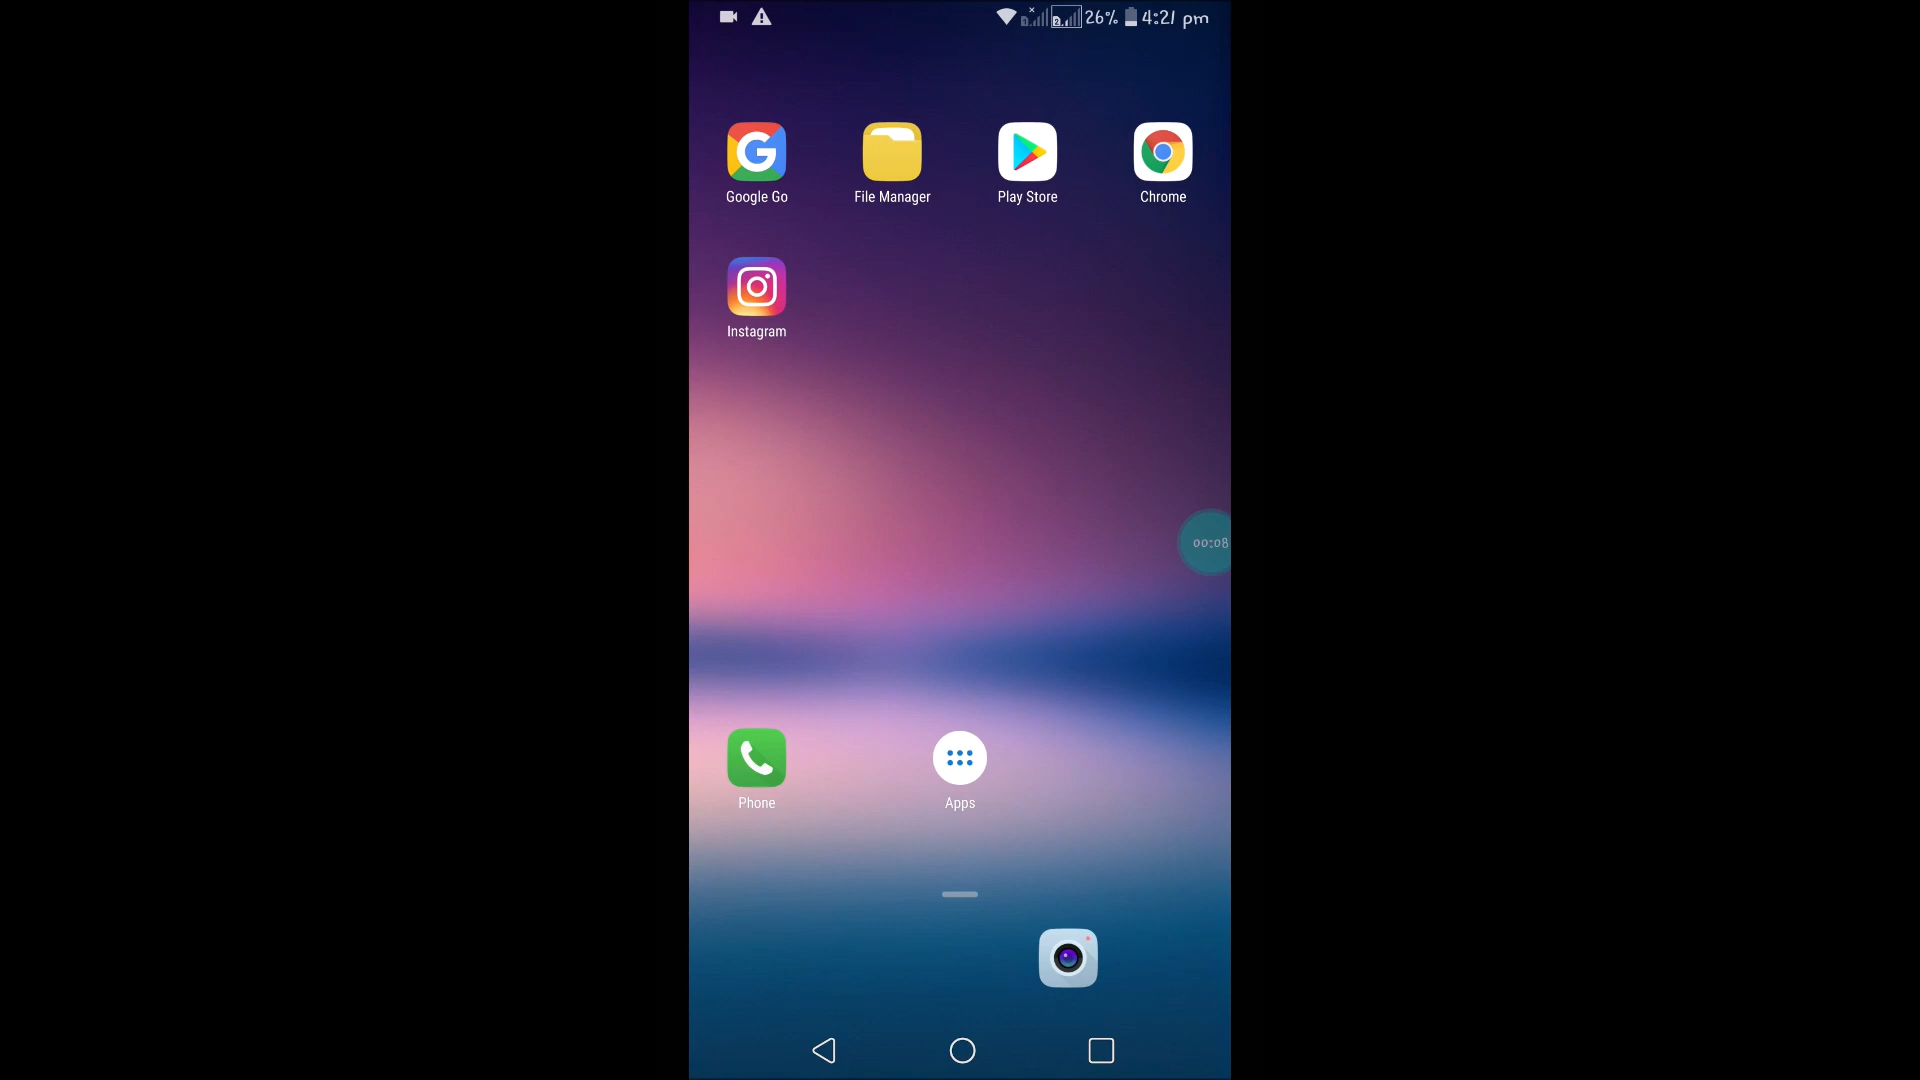 26% 4:21 pm
Google Go
File Manager
Play Store
Chrome
Instagram
00:08
Phone
Apps